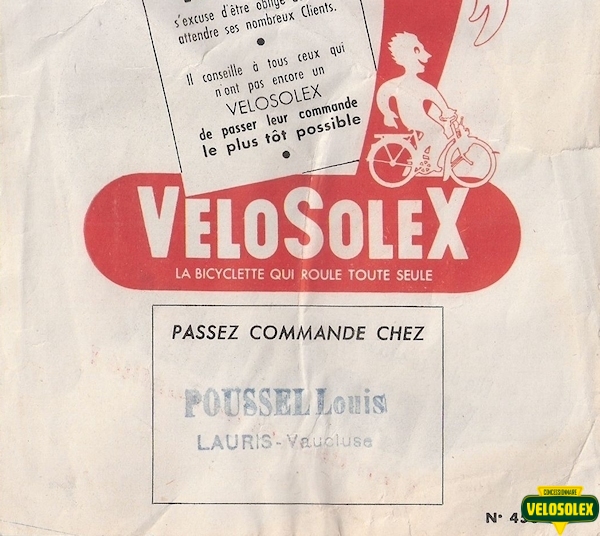 s'excuse d'être obligé
attendre ses nombreux Clients.
Il conseille à tous ceux qui
n'ont pas encore un
VELOSOLEX
de passer leur commande
le plus tôt possible
VELOSOLEX
LA BICYCLETTE QUI ROULE TOUTE SEULE
PASSEZ COMMANDE CHEZ
POUSSEL Louis
LAURIS - Vaucluse
N°
CONCESSIONNAIRE
VELOSOLEX